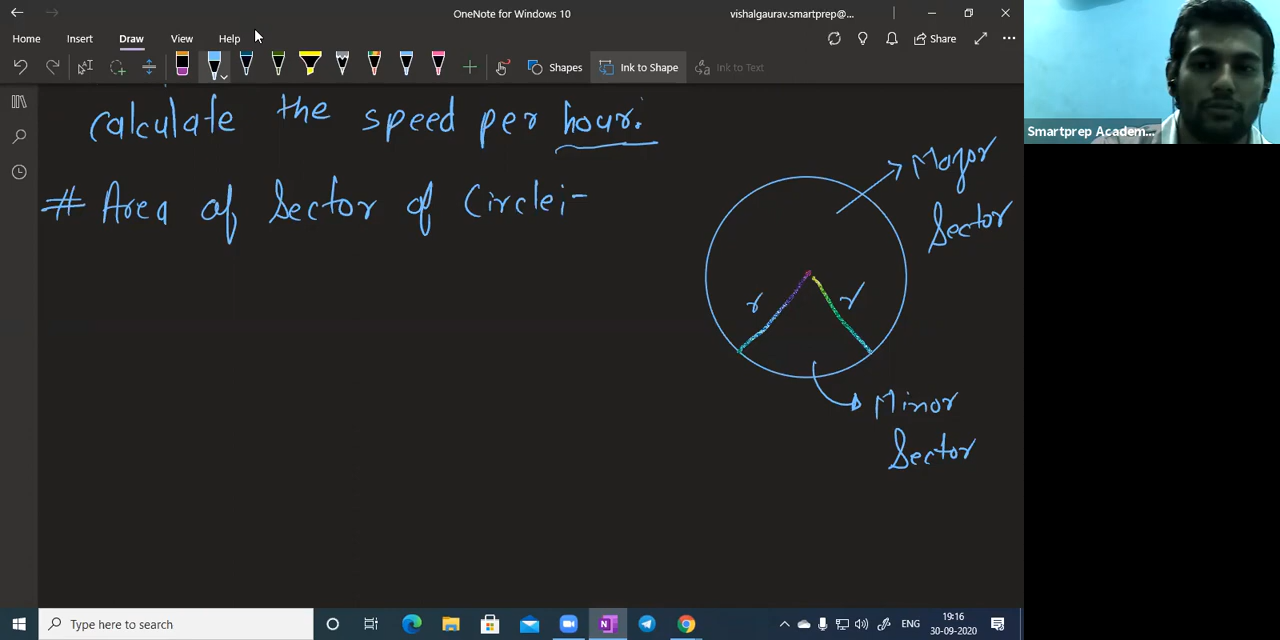 OneNote for Windows 10
vishalgaurav.smartprep@...
Home Insert Draw View Help
Share
Shapes
Ink to Shape
Ink to Text
Smartprep Academ...
calculate the speed per hour.
# Area of Sector of Circle:-
Major
Sector
r
r
Minor
Sector
Type here to search
ENG
19:16
30-09-2020